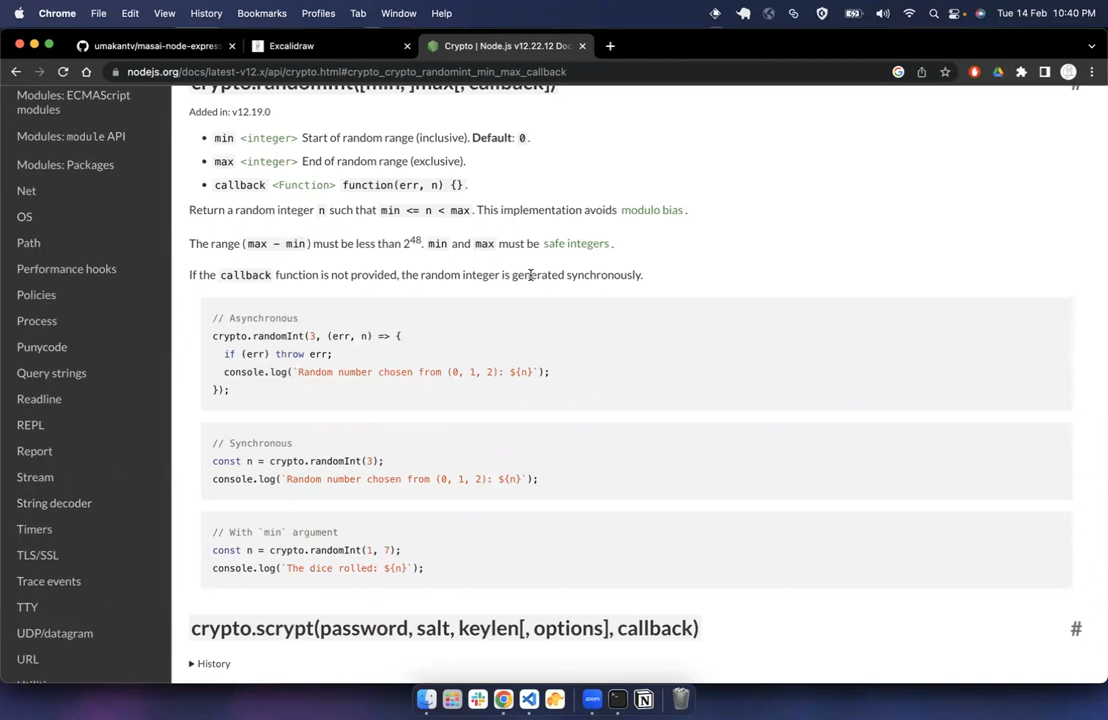 Chrome File Edit View History Bookmarks Profiles Tab Window Help Tue 14 Feb 10:40 PM
umakantv/masai-node-express Excalidraw Crypto | Node.js v12.22.12 Doc
nodejs.org/docs/latest-v12.x/api/crypto.html#crypto_crypto_randomint_min_max_callback
Modules: ECMAScript
modules
Modules: module API
Modules: Packages
Net
OS
Path
Performance hooks
Policies
Process
Punycode
Query strings
Readline
REPL
Report
Stream
String decoder
Timers
TLS/SSL
Trace events
TTY
UDP/datagram
URL
crypto.randomInt([min, ]max[, callback]) #
Added in: v12.19.0
• min <integer> Start of random range (inclusive). Default: 0.
• max <integer> End of random range (exclusive).
• callback <Function> function(err, n) {}.
Return a random integer n such that min <= n < max. This implementation avoids modulo bias.
The range (max - min) must be less than 2⁴⁸. min and max must be safe integers.
If the callback function is not provided, the random integer is generated synchronously.
// Asynchronous
crypto.randomInt(3, (err, n) => {
if (err) throw err;
console.log(`Random number chosen from (0, 1, 2): ${n}`);
});
// Synchronous
const n = crypto.randomInt(3);
console.log(`Random number chosen from (0, 1, 2): ${n}`);
// With `min` argument
const n = crypto.randomInt(1, 7);
console.log(`The dice rolled: ${n}`);
crypto.scrypt(password, salt, keylen[, options], callback) #
▶ History